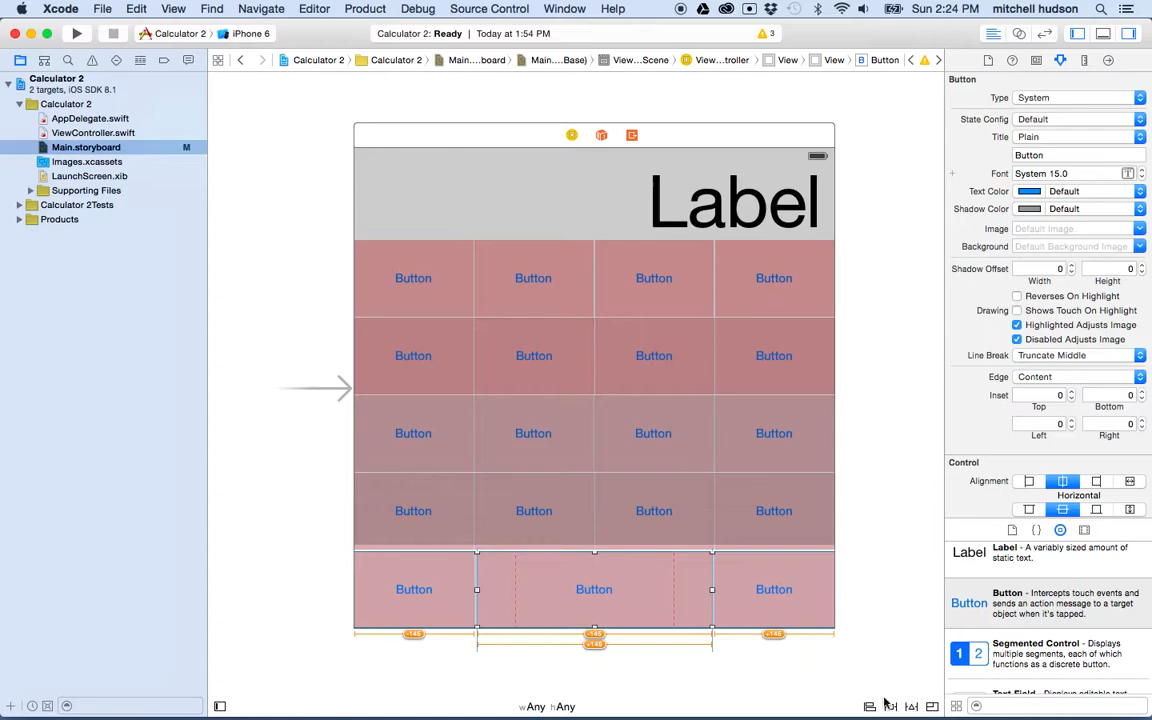 Xcode File Edit View Find Navigate Editor Product Debug Source Control Window Help Sun 2:24 PM mitchell hudson
Calculator 2 iPhone 6 Calculator 2: Ready Today at 1:54 PM 3
Calculator 2 Calculator 2 Main....board Main....Base) View...Scene View...troller View View B Button
Calculator 2
2 targets, iOS SDK 8.1
Calculator 2
AppDelegate.swift
ViewController.swift
Main.storyboard M
Images.xcassets
LaunchScreen.xib
Supporting Files
Calculator 2Tests
Products
Label
Button Button Button Button
Button Button Button Button
Button Button Button Button
Button Button Button Button
Button Button Button
wAny hAny
Button
Type System
State Config Default
Title Plain
Button
Font System 15.0 T
Text Color Default
Shadow Color Default
Image Default Image
Background Default Background Image
Shadow Offset 0 0
Width Height
Reverses On Highlight
Drawing Shows Touch On Highlight
Highlighted Adjusts Image
Disabled Adjusts Image
Line Break Truncate Middle
Edge Content
Inset 0 0
Top Bottom
0 0
Left Right
Control
Alignment
Horizontal
Label Label - A variably sized amount of
static text.
Button Button - Intercepts touch events and
sends an action message to a target
object when it's tapped.
1 2 Segmented Control - Displays
multiple segments, each of which
functions as a discrete button.
Text Field - Displays editable text